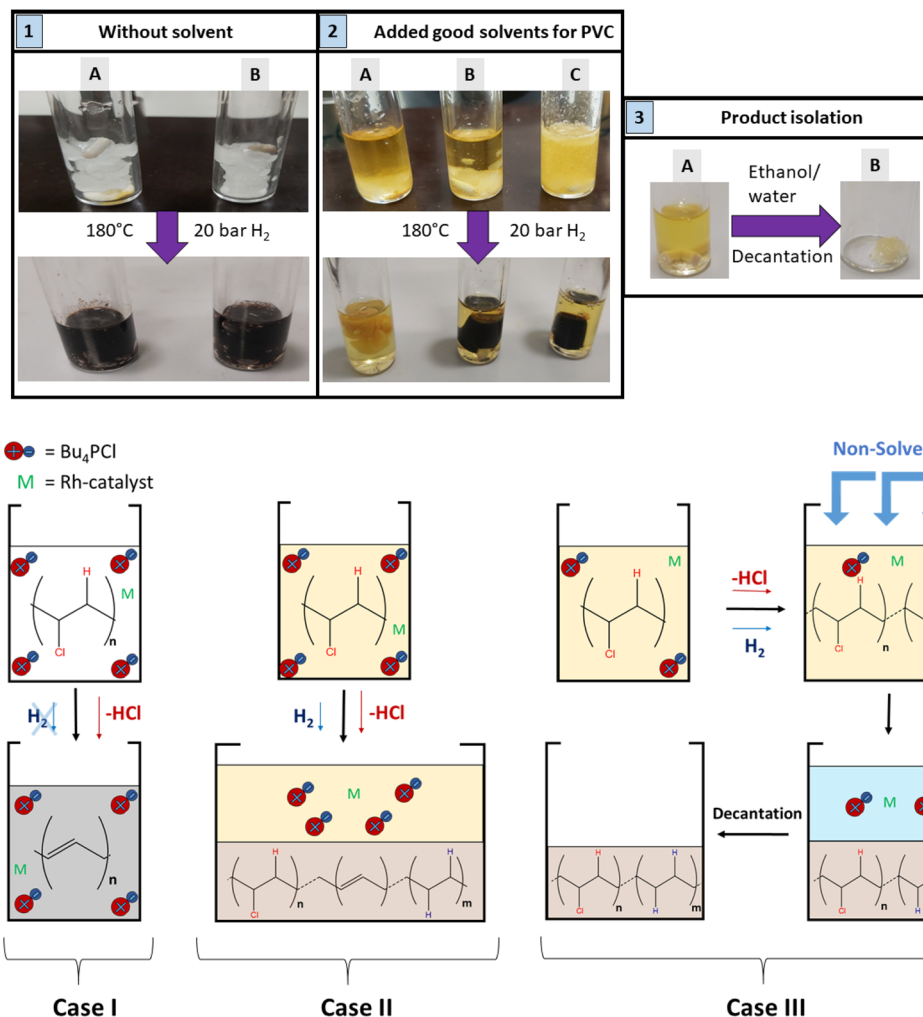 1 Without solvent
A B
180°C 20 bar H₂
2 Added good solvents for PVC
A B C
180°C 20 bar H₂
3 Product isolation
A B
Ethanol/
water
Decantation
+ - = Bu₄PCl
M = Rh-catalyst
H
M
Cl
n
H₂ -HCl
M
n
Case I
H
M
Cl
n
H₂ -HCl
M
H H
Cl n H m
Case II
Non-Solve
H M
Cl
n
-HCl
H₂
M
H
Cl n
Decantation
H H
Cl n H m
M
H
Cl n H
Case III